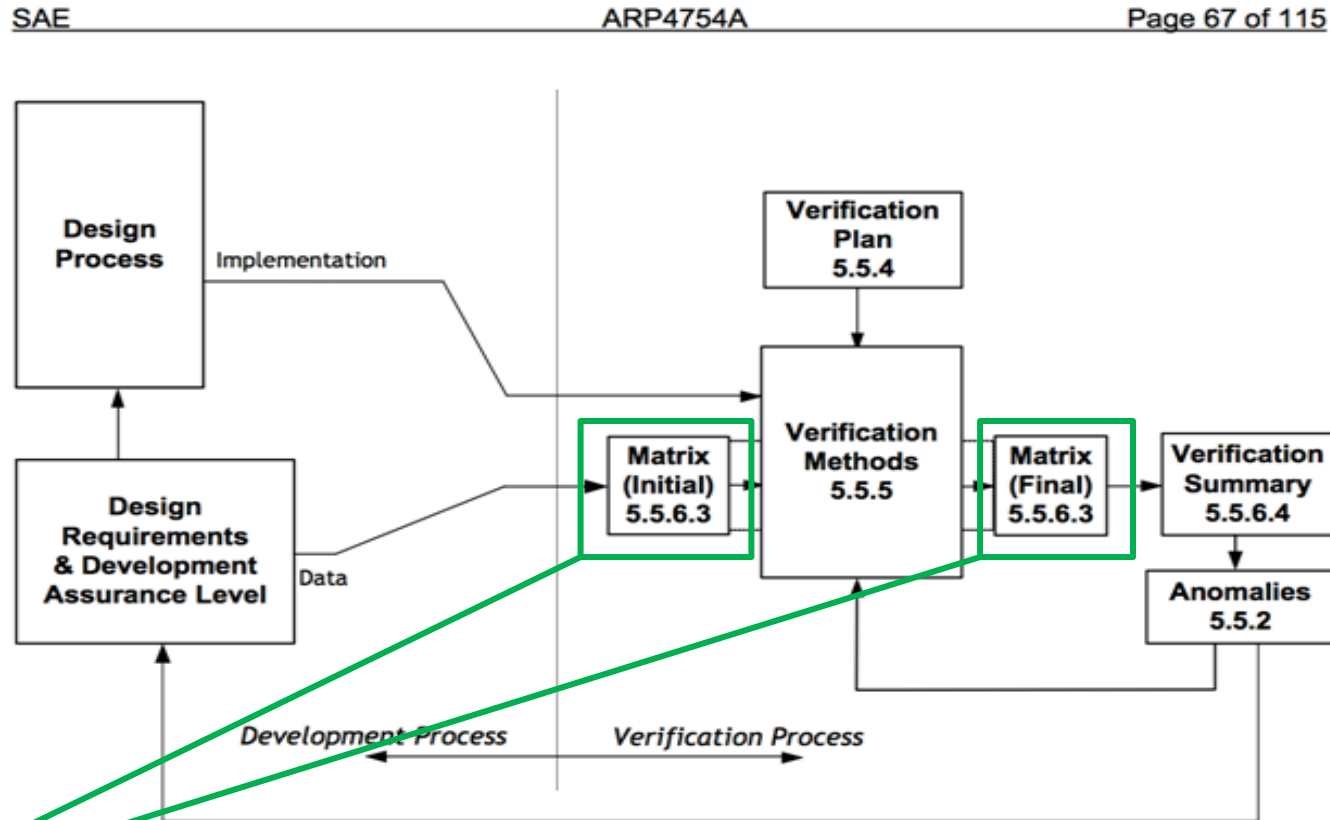 SAE ARP4754A Page 67 of 115
Design
Process
Implementation
Verification
Plan
5.5.4
Verification
Methods
5.5.5
Matrix
(Initial)
5.5.6.3
Matrix
(Final)
5.5.6.3
Verification
Summary
5.5.6.4
Design
Requirements
& Development
Assurance Level
Data
Anomalies
5.5.2
Development Process
Verification Process